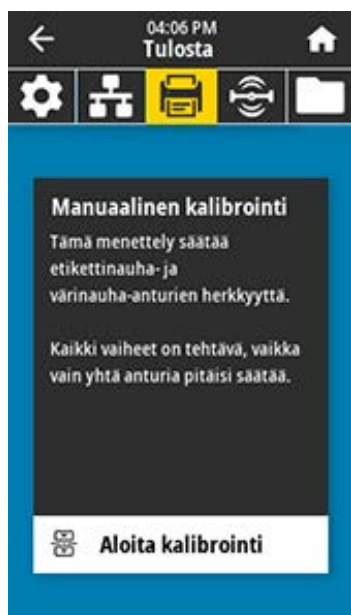 04:06 PM
Tulosta
Manuaalinen kalibrointi
Tämä menettely säätää
etikettinauha- ja
värinauha-anturien herkkyyttä.
Kaikki vaiheet on tehtävä, vaikka
vain yhtä anturia pitäisi säätää.
Aloita kalibrointi